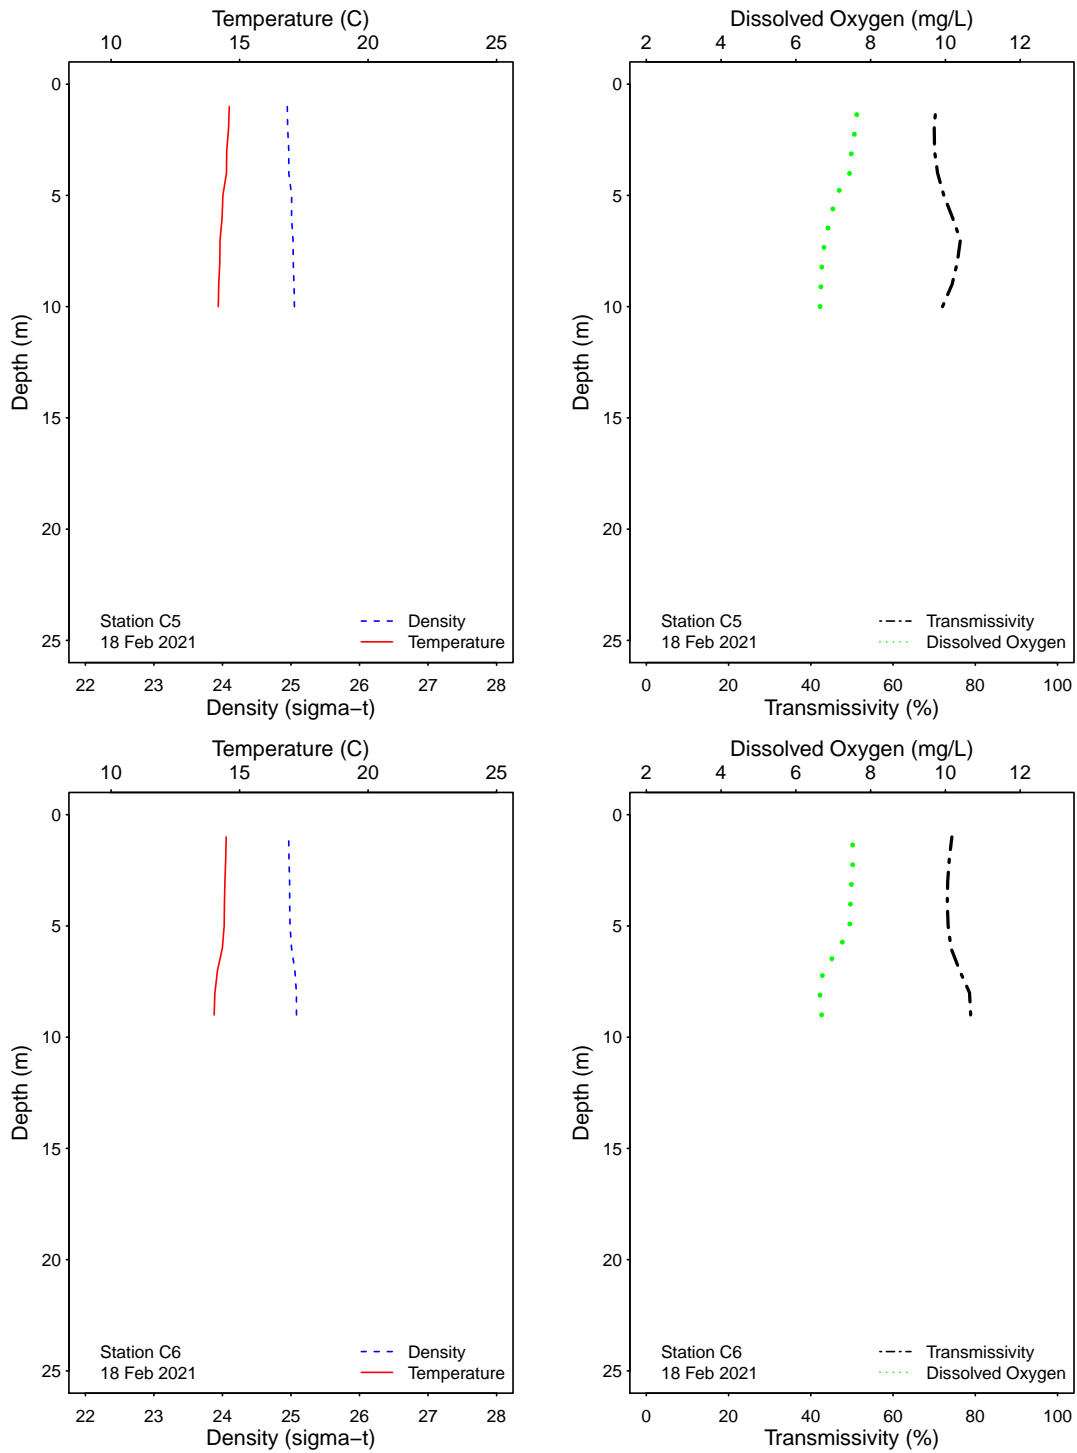 Temperature (C)
10 15 20 25
0
5
10
15
20
25
Depth (m)
Station C5
18 Feb 2021
Density
Temperature
22 23 24 25 26 27 28
Density (sigma−t)
Dissolved Oxygen (mg/L)
2 4 6 8 10 12
0
5
10
15
20
25
Depth (m)
Station C5
18 Feb 2021
Transmissivity
Dissolved Oxygen
0 20 40 60 80 100
Transmissivity (%)
Temperature (C)
10 15 20 25
0
5
10
15
20
25
Depth (m)
Station C6
18 Feb 2021
Density
Temperature
22 23 24 25 26 27 28
Density (sigma−t)
Dissolved Oxygen (mg/L)
2 4 6 8 10 12
0
5
10
15
20
25
Depth (m)
Station C6
18 Feb 2021
Transmissivity
Dissolved Oxygen
0 20 40 60 80 100
Transmissivity (%)